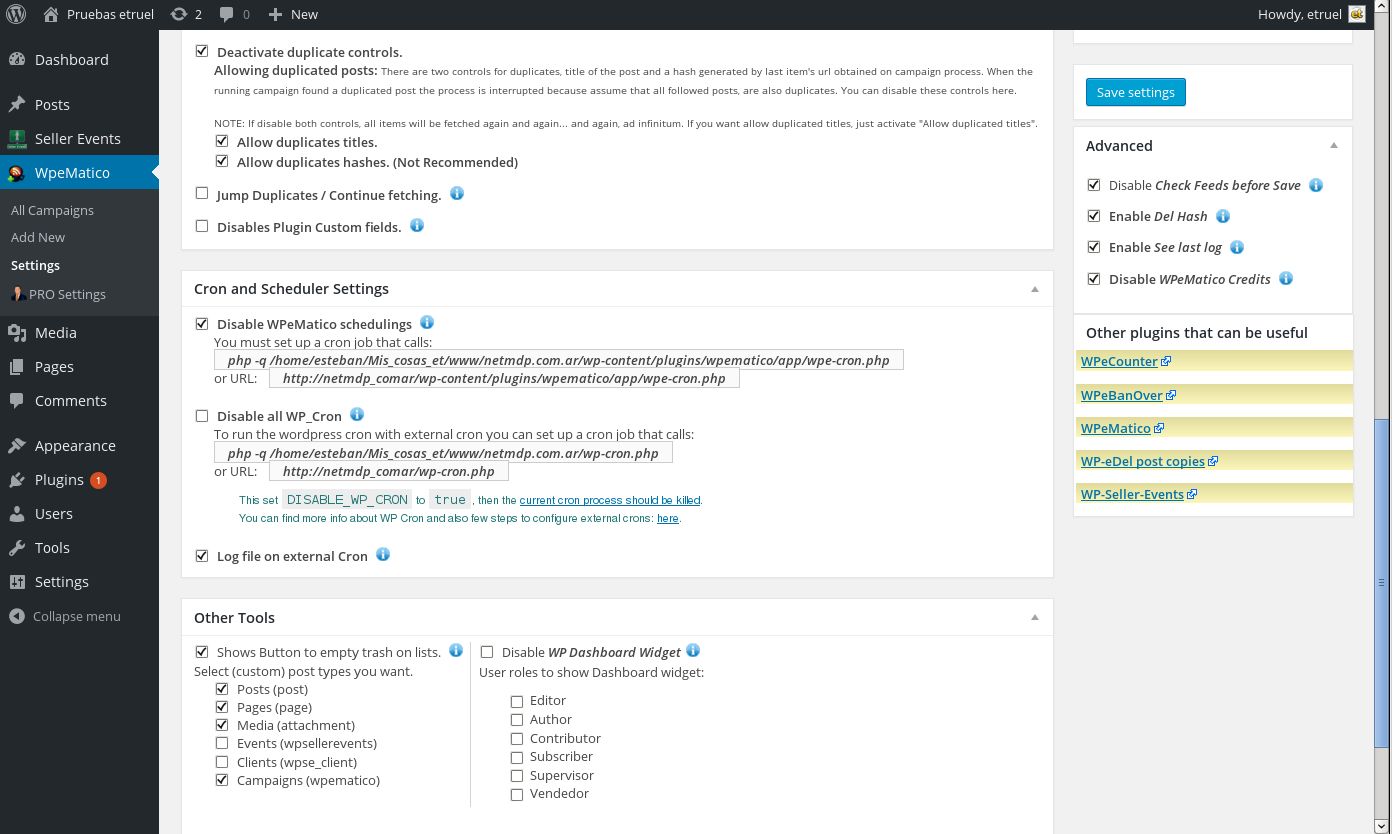 Pruebas etruel 2 0 New Howdy, etruel
Dashboard
Posts
Seller Events
WpeMatico
All Campaigns
Add New
Settings
PRO Settings
Media
Pages
Comments
Appearance
Plugins 1
Users
Tools
Settings
Collapse menu
Deactivate duplicate controls.
Allowing duplicated posts: There are two controls for duplicates, title of the post and a hash generated by last item's url obtained on campaign process. When the
running campaign found a duplicated post the process is interrupted because assume that all followed posts, are also duplicates. You can disable these controls here.
NOTE: If disable both controls, all items will be fetched again and again... and again, ad infinitum. If you want allow duplicated titles, just activate "Allow duplicated titles".
Allow duplicates titles.
Allow duplicates hashes. (Not Recommended)
Jump Duplicates / Continue fetching.
Disables Plugin Custom fields.
Cron and Scheduler Settings
Disable WPeMatico schedulings
You must set up a cron job that calls:
php -q /home/esteban/Mis_cosas_et/www/netmdp.com.ar/wp-content/plugins/wpematico/app/wpe-cron.php
or URL: http://netmdp_comar/wp-content/plugins/wpematico/app/wpe-cron.php
Disable all WP_Cron
To run the wordpress cron with external cron you can set up a cron job that calls:
php -q /home/esteban/Mis_cosas_et/www/netmdp.com.ar/wp-cron.php
or URL: http://netmdp_comar/wp-cron.php
This set DISABLE_WP_CRON to true, then the current cron process should be killed.
You can find more info about WP Cron and also few steps to configure external crons: here.
Log file on external Cron
Other Tools
Shows Button to empty trash on lists.
Select (custom) post types you want.
Posts (post)
Pages (page)
Media (attachment)
Events (wpsellerevents)
Clients (wpse_client)
Campaigns (wpematico)
Disable WP Dashboard Widget
User roles to show Dashboard widget:
Editor
Author
Contributor
Subscriber
Supervisor
Vendedor
Save settings
Advanced
Disable Check Feeds before Save
Enable Del Hash
Enable See last log
Disable WPeMatico Credits
Other plugins that can be useful
WPeCounter
WPeBanOver
WPeMatico
WP-eDel post copies
WP-Seller-Events